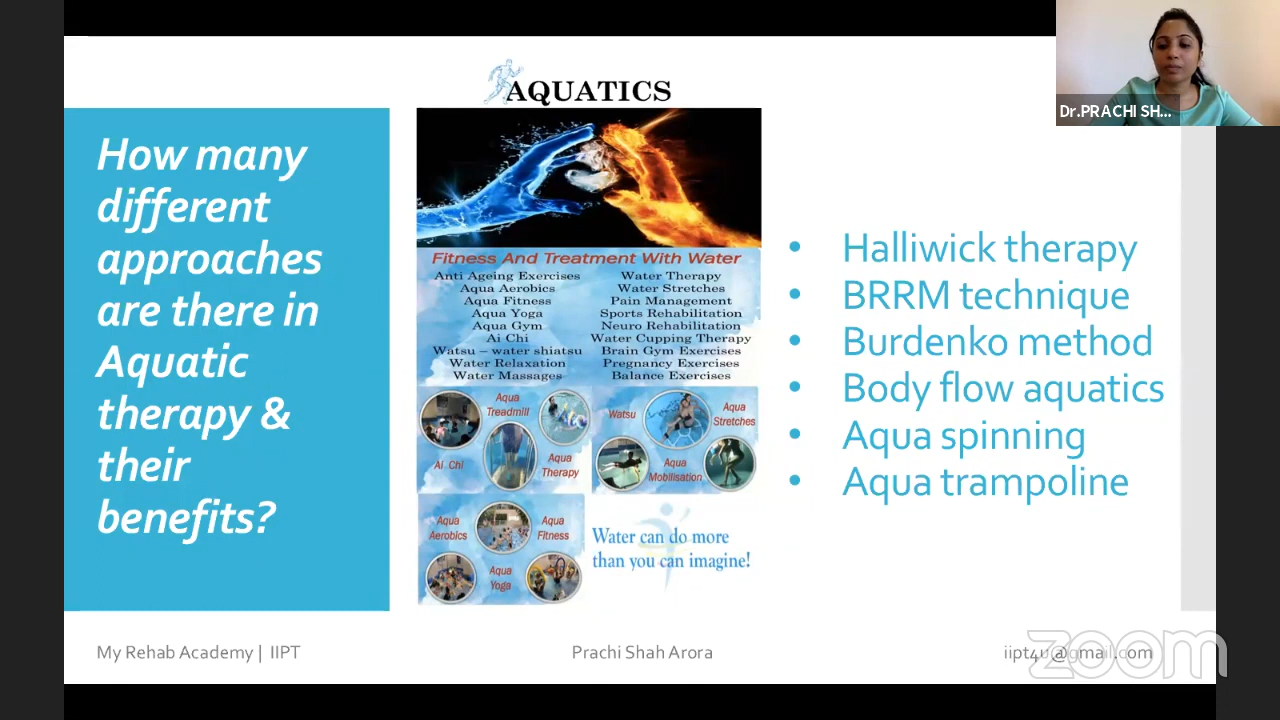 AQUATICS
Dr.PRACHI SH...
How many
different
approaches
are there in
Aquatic
therapy &
their
benefits?
Fitness And Treatment With Water
Anti Ageing Exercises
Aqua Aerobics
Aqua Fitness
Aqua Yoga
Aqua Gym
Ai Chi
Watsu – water shiatsu
Water Relaxation
Water Massages
Water Therapy
Water Stretches
Pain Management
Sports Rehabilitation
Neuro Rehabilitation
Water Cupping Therapy
Brain Gym Exercises
Pregnancy Exercises
Balance Exercises
Aqua
Treadmill
Ai Chi
Aqua
Therapy
Watsu
Aqua
Stretches
Aqua
Mobilisation
Aqua
Aerobics
Aqua
Fitness
Aqua
Yoga
Water can do more
than you can imagine!
• Halliwick therapy
• BRRM technique
• Burdenko method
• Body flow aquatics
• Aqua spinning
• Aqua trampoline
My Rehab Academy | IIPT
Prachi Shah Arora
iipt4u@gmail.com
zoom